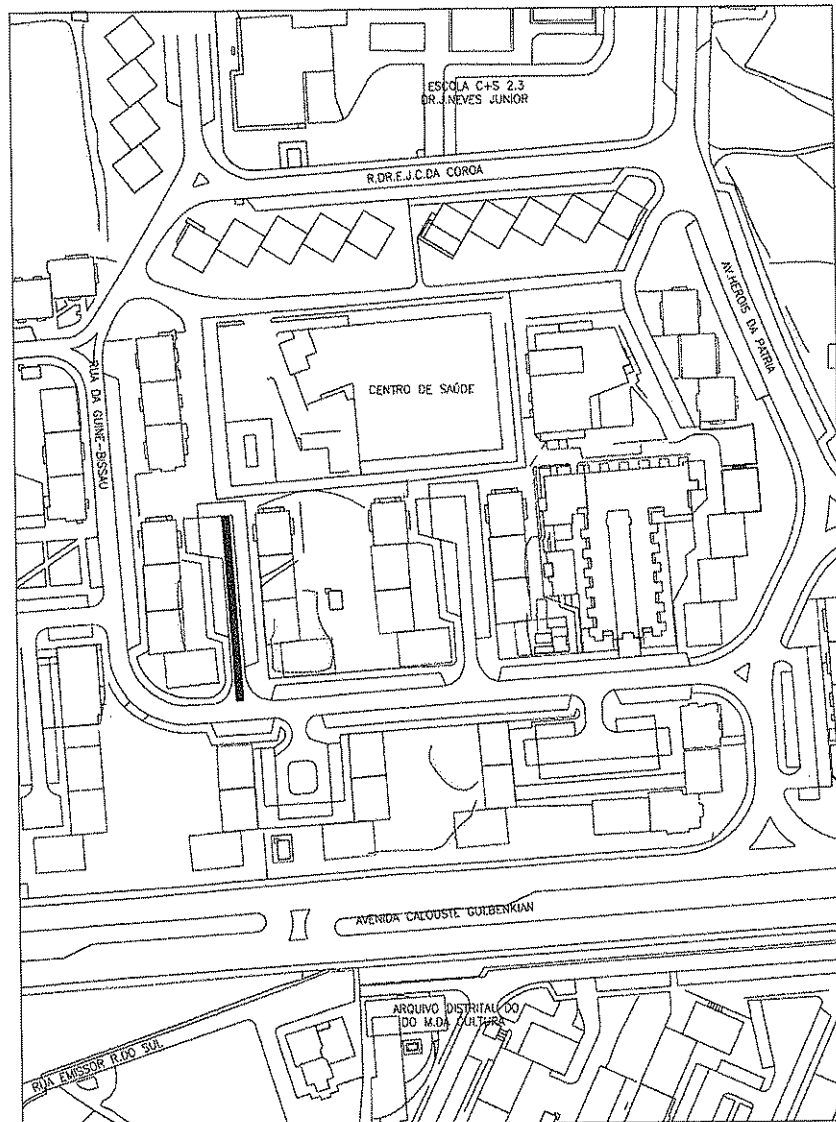 ESCOLA C+S 2.3
DR.J.NEVES JUNIOR
R.DR.E.J.C.DA COROA
AV.HEROIS DA PATRIA
CENTRO DE SAÚDE
RUA DA GUINE-BISSAU
AVENIDA CALOUSTE GULBENKIAN
ARQUIVO DISTRITAL DO
DO M.DA CULTURA
RUA EMISSOR R.DO SUL